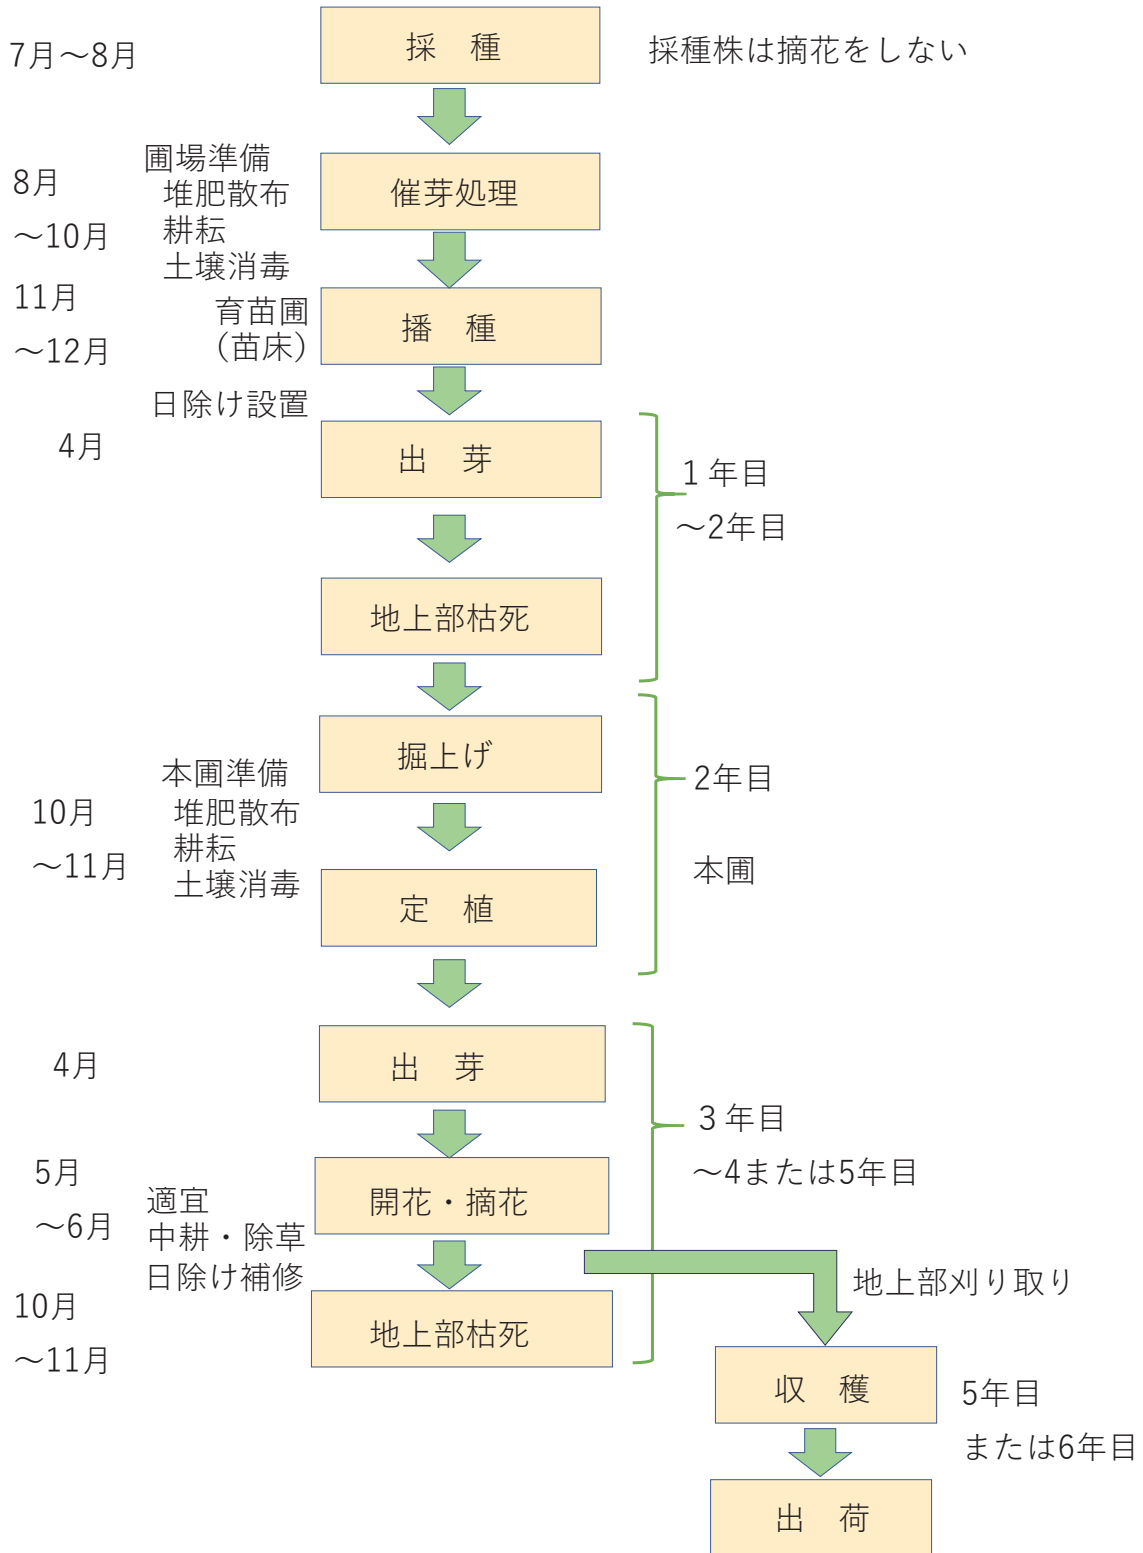 7月～8月
採　種
採種株は摘花をしない
8月
～10月
圃場準備
堆肥散布
耕耘
土壌消毒
催芽処理
11月
～12月
育苗圃
（苗床）
播　種
日除け設置
4月
出　芽
1年目
～2年目
地上部枯死
掘上げ
2年目
本圃
本圃準備
堆肥散布
耕耘
土壌消毒
10月
～11月
定　植
4月
出　芽
3年目
～4または5年目
5月
～6月
適宜
中耕・除草
日除け補修
開花・摘花
地上部刈り取り
10月
～11月
地上部枯死
収　穫
5年目
または6年目
出　荷